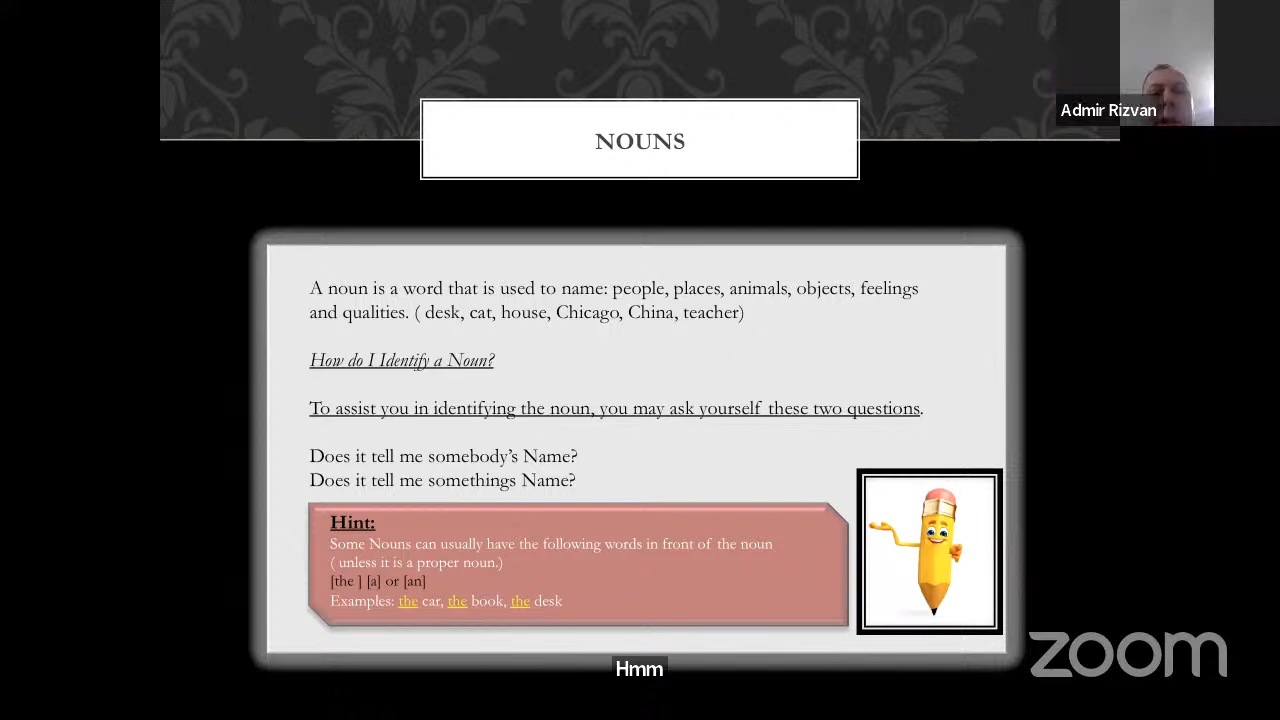 NOUNS
Admir Rizvan
A noun is a word that is used to name: people, places, animals, objects, feelings
and qualities. ( desk, cat, house, Chicago, China, teacher)
How do I Identify a Noun?
To assist you in identifying the noun, you may ask yourself these two questions.
Does it tell me somebody’s Name?
Does it tell me somethings Name?
Hint:
Some Nouns can usually have the following words in front of the noun
( unless it is a proper noun.)
[the ] [a] or [an]
Examples: the car, the book, the desk
Hmm
zoom